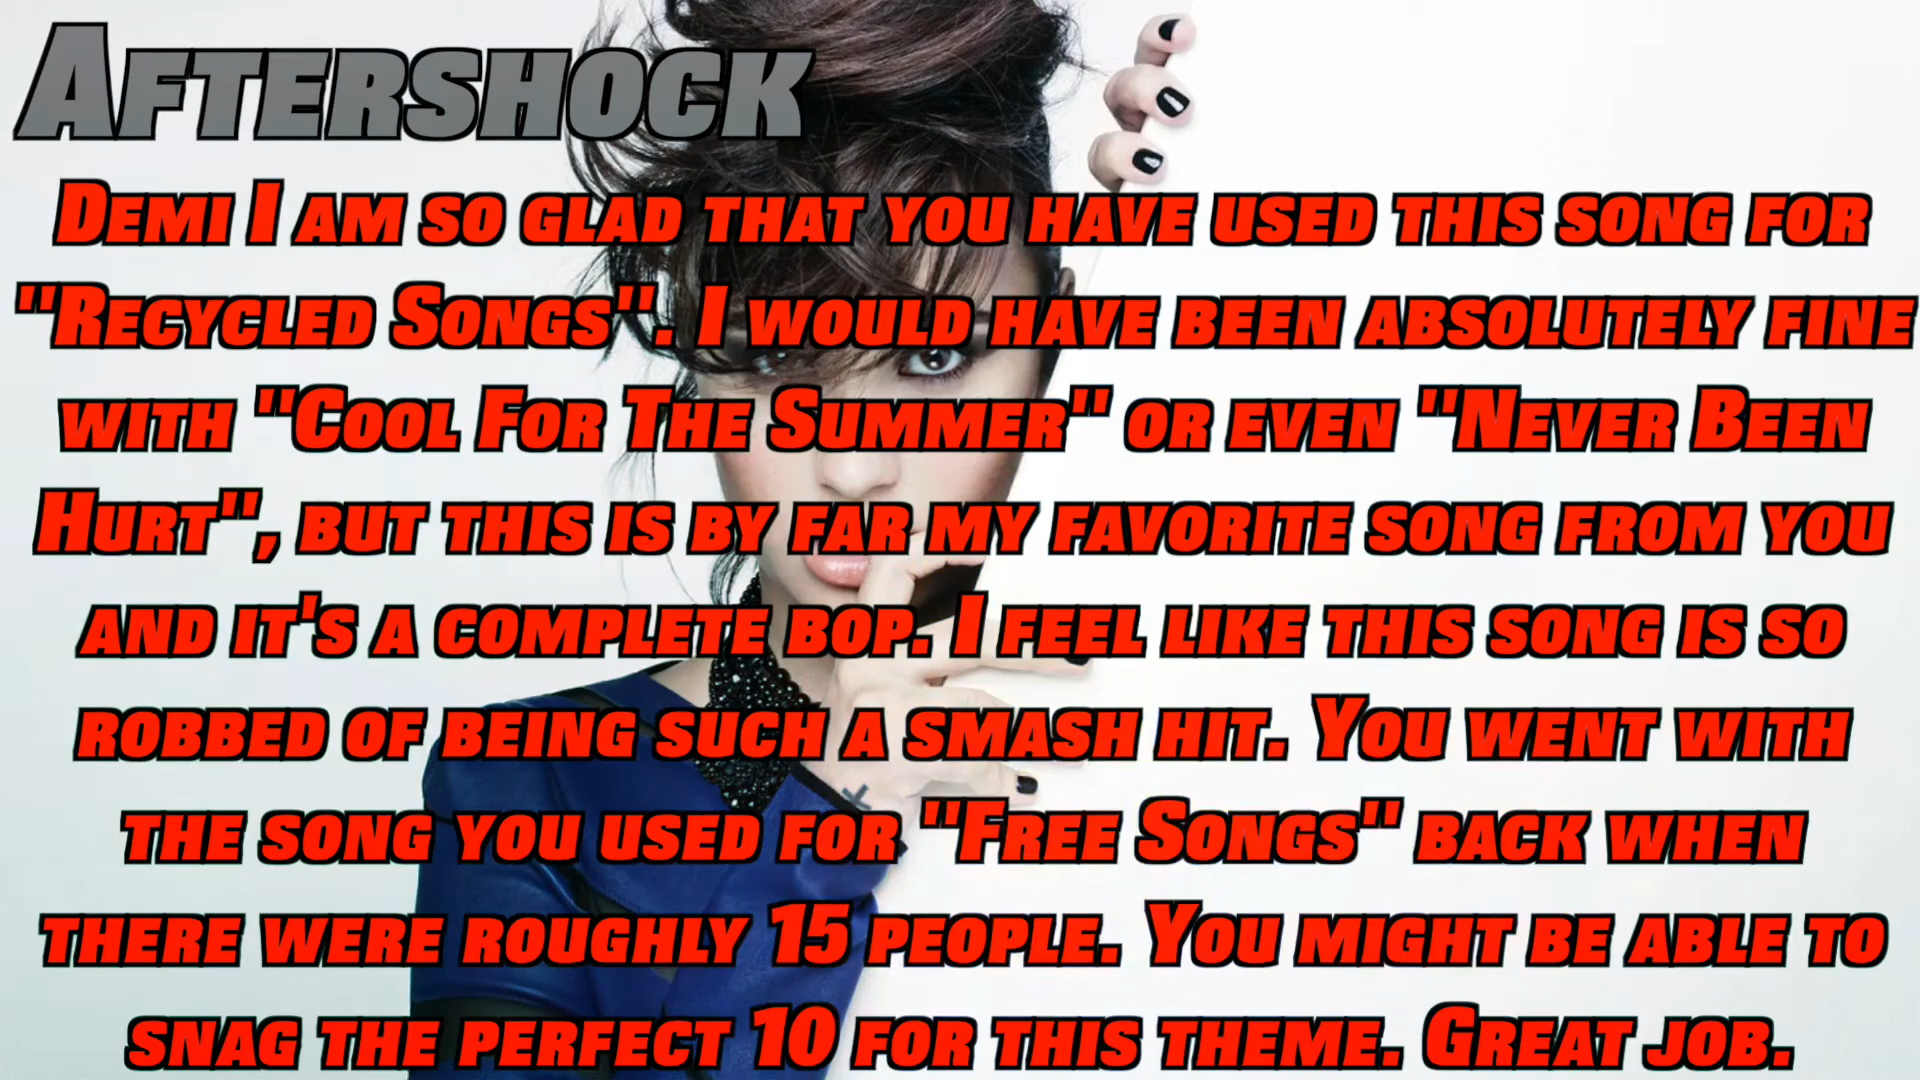 Aftershock
Demi I am so glad that you have used this song for
"Recycled Songs". I would have been absolutely fine
with "Cool For The Summer" or even "Never Been
Hurt", but this is by far my favorite song from you
and it's a complete bop. I feel like this song is so
robbed of being such a smash hit. You went with
the song you used for "Free Songs" back when
there were roughly 15 people. You might be able to
snag the perfect 10 for this theme. Great job.